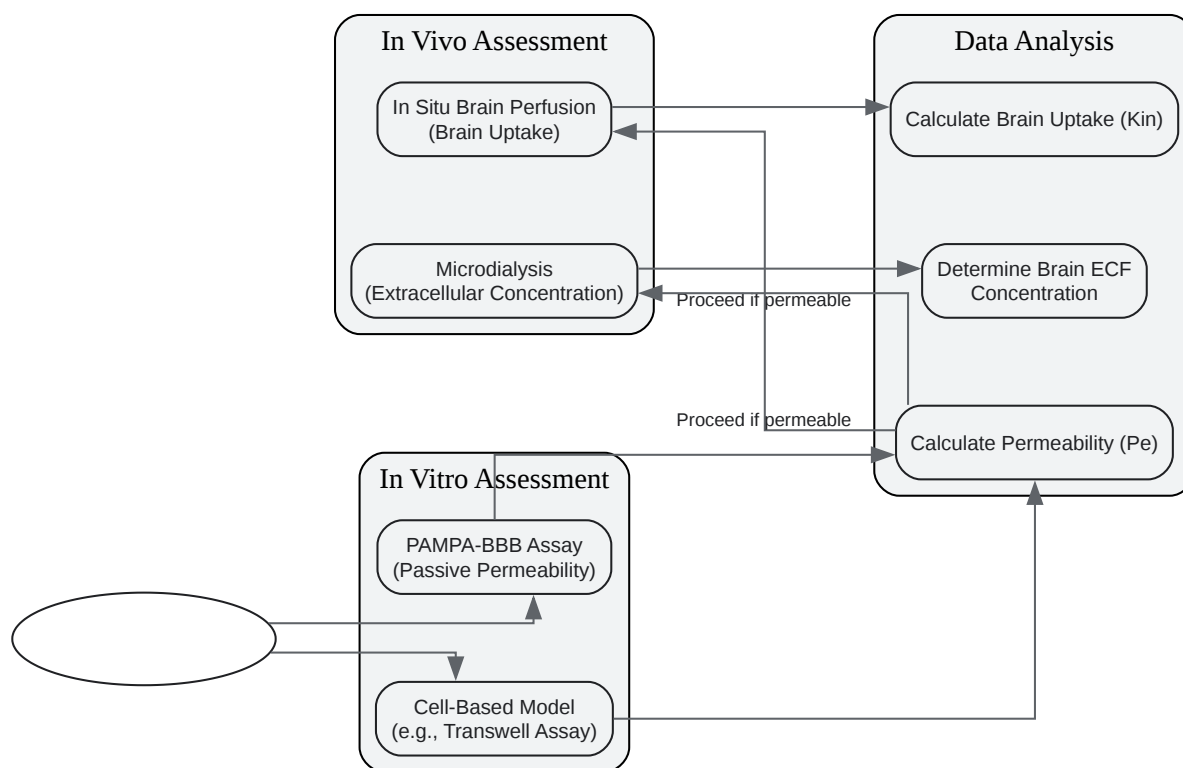 In Vivo Assessment
In Situ Brain Perfusion
(Brain Uptake)
Microdialysis
(Extracellular Concentration)
Data Analysis
Calculate Brain Uptake (Kin)
Determine Brain ECF
Concentration
Calculate Permeability (Pe)
Proceed if permeable
Proceed if permeable
In Vitro Assessment
PAMPA-BBB Assay
(Passive Permeability)
Cell-Based Model
(e.g., Transwell Assay)